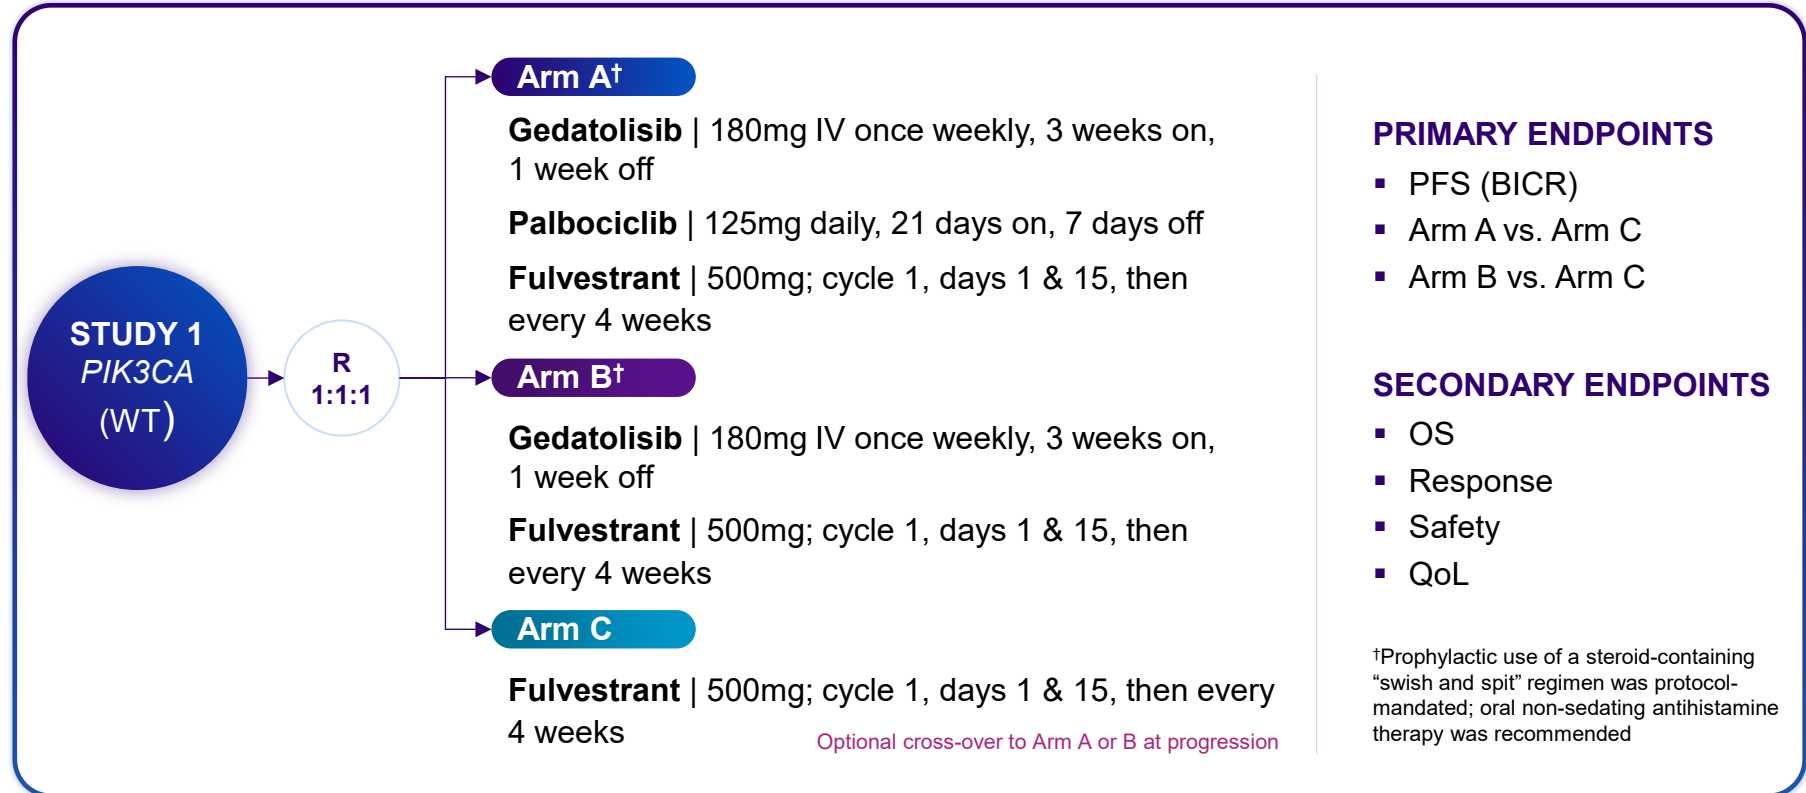 STUDY 1
PIK3CA
(WT)
R
1:1:1
Arm A†
Gedatolisib | 180mg IV once weekly, 3 weeks on,
1 week off
Palbociclib | 125mg daily, 21 days on, 7 days off
Fulvestrant | 500mg; cycle 1, days 1 & 15, then
every 4 weeks
Arm B†
Gedatolisib | 180mg IV once weekly, 3 weeks on,
1 week off
Fulvestrant | 500mg; cycle 1, days 1 & 15, then
every 4 weeks
Arm C
Fulvestrant | 500mg; cycle 1, days 1 & 15, then every
4 weeks
Optional cross-over to Arm A or B at progression
PRIMARY ENDPOINTS
▪ PFS (BICR)
▪ Arm A vs. Arm C
▪ Arm B vs. Arm C
SECONDARY ENDPOINTS
▪ OS
▪ Response
▪ Safety
▪ QoL
†Prophylactic use of a steroid-containing
“swish and spit” regimen was protocol-
mandated; oral non-sedating antihistamine
therapy was recommended